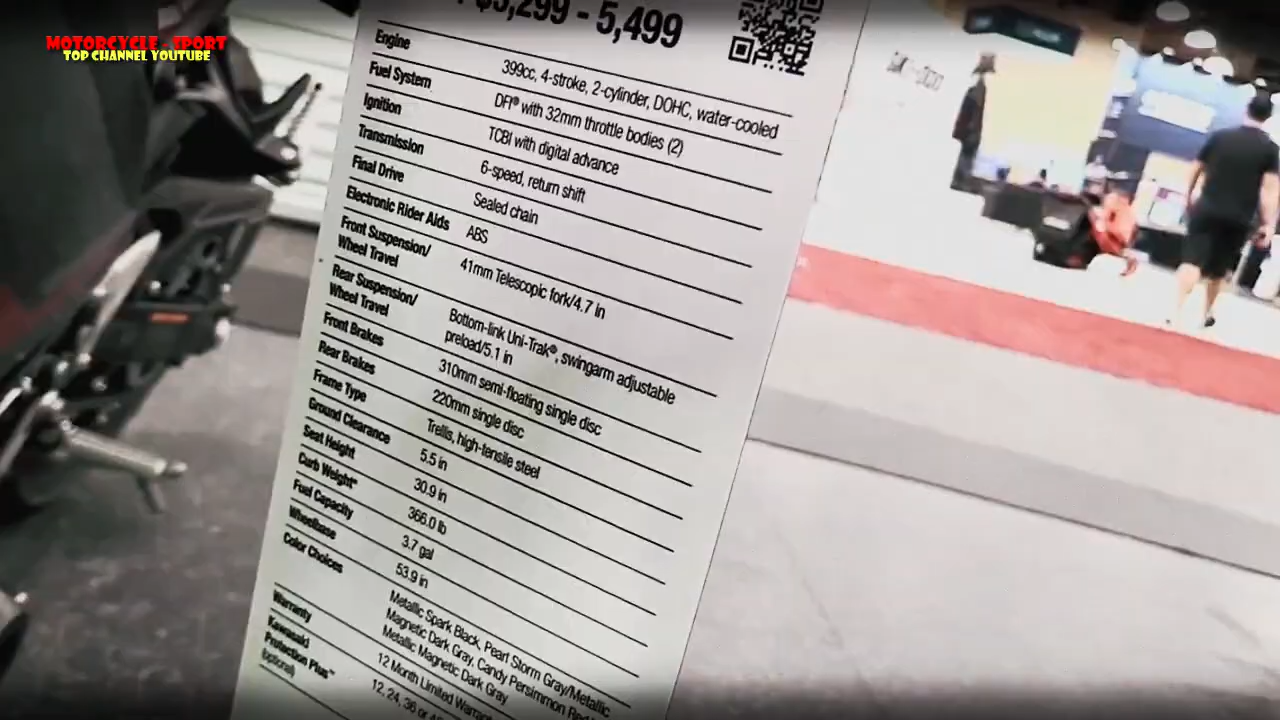 MOTORCYCLE - SPORT
TOP CHANNEL YOUTUBE
$5,299 - 5,499
Engine 399cc, 4-stroke, 2-cylinder, DOHC, water-cooled
Fuel System DFI® with 32mm throttle bodies (2)
Ignition TCBI with digital advance
Transmission 6-speed, return shift
Final Drive Sealed chain
Electronic Rider Aids ABS
Front Suspension/ 41mm Telescopic fork/4.7 in
Wheel Travel
Rear Suspension/ Bottom-link Uni-Trak®, swingarm adjustable
Wheel Travel preload/5.1 in
Front Brakes 310mm semi-floating single disc
Rear Brakes 220mm single disc
Frame Type Trellis, high-tensile steel
Ground Clearance 5.5 in
Seat Height 30.9 in
Curb Weight* 366.0 lb
Fuel Capacity 3.7 gal
Wheelbase 53.9 in
Color Choices Metallic Spark Black, Pearl Storm Gray/Metallic
Magnetic Dark Gray, Candy Persimmon Red/
Metallic Magnetic Dark Gray
Warranty 12 Month Limited Warranty
Kawasaki 12, 24, 36 or
Protection Plus™
(optional)